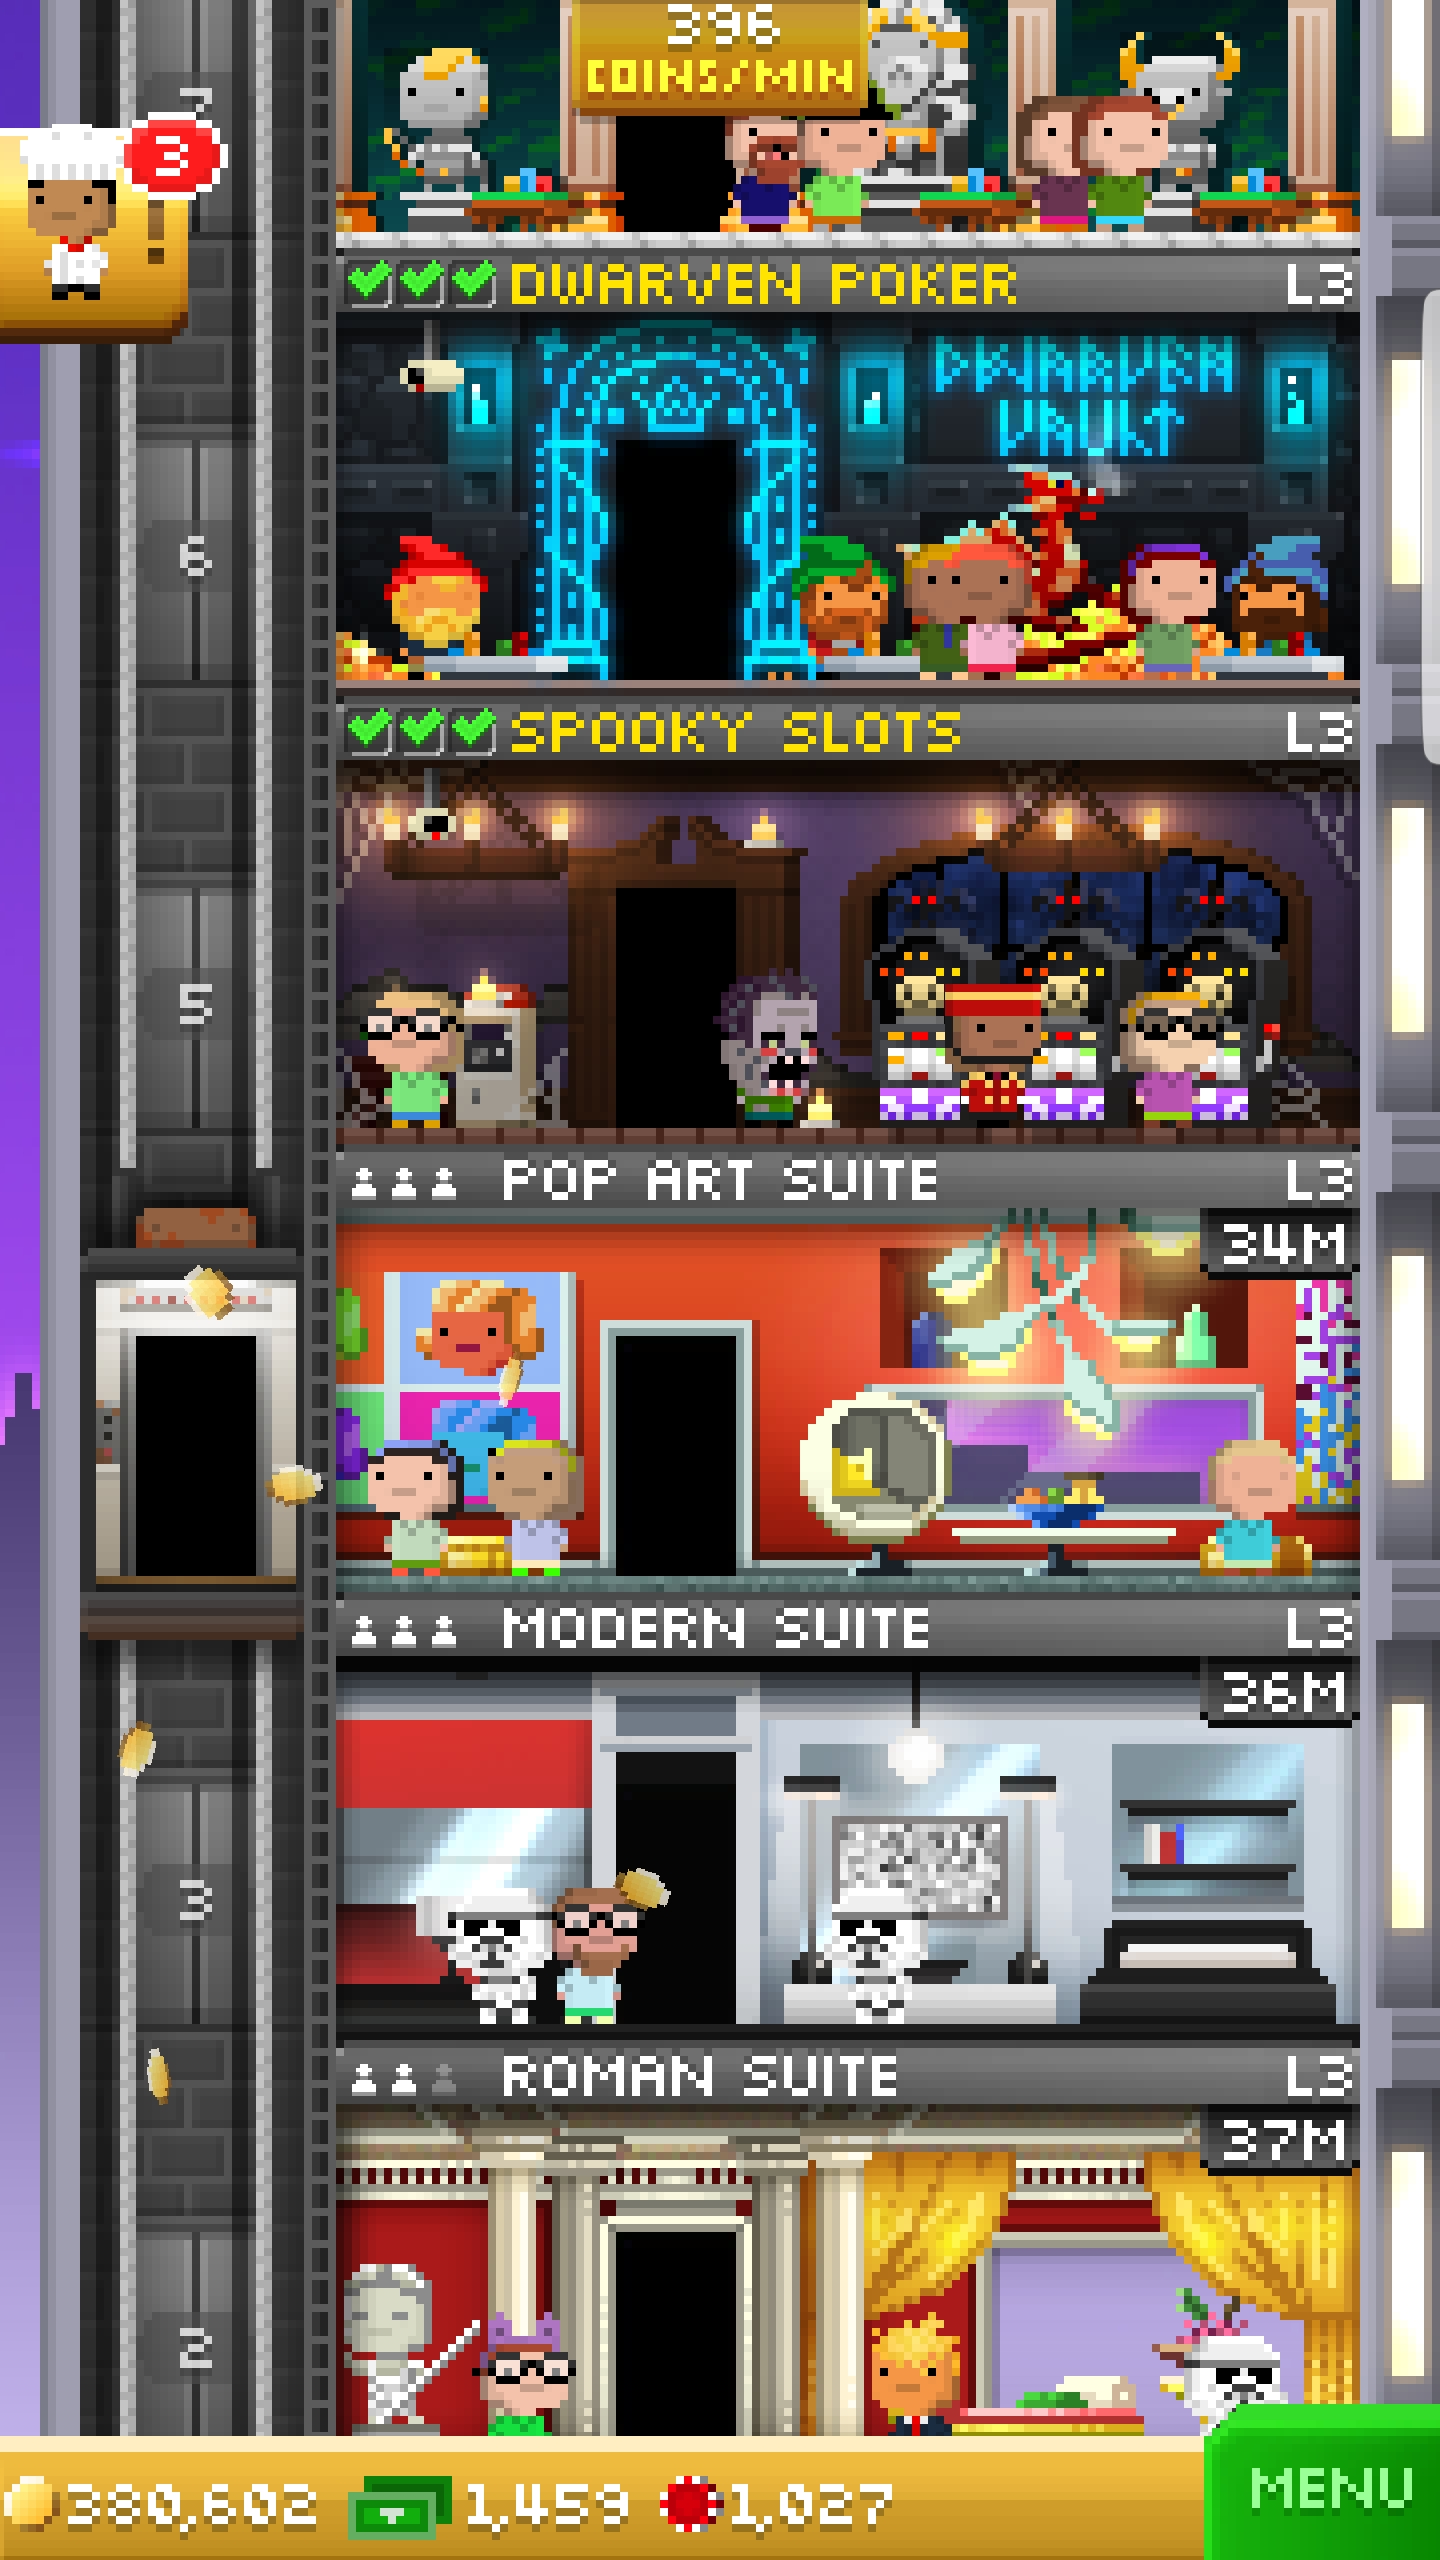 396
COINS/MIN
7
3
!
DWARVEN POKER L3
DWARVEN
VAULT
6
SPOOKY SLOTS L3
5
POP ART SUITE L3
34M
MODERN SUITE L3
36M
3
ROMAN SUITE L3
37M
2
380,602 1,459 1,027
MENU